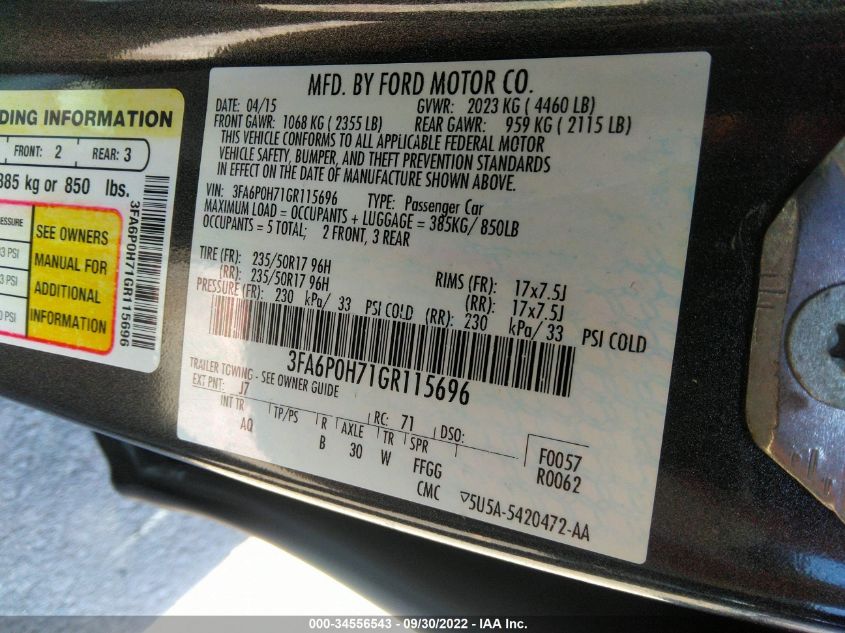 DING INFORMATION
FRONT: 2 REAR: 3
385 kg or 850 lbs.
SEE OWNERS
MANUAL FOR
ADDITIONAL
INFORMATION
PSI
PSI
PSI
3FA6P0H71GR115696
MFD. BY FORD MOTOR CO.
DATE: 04/15 GVWR: 2023 KG ( 4460 LB)
FRONT GAWR: 1068 KG ( 2355 LB) REAR GAWR: 959 KG ( 2115 LB)
THIS VEHICLE CONFORMS TO ALL APPLICABLE FEDERAL MOTOR
VEHICLE SAFETY, BUMPER, AND THEFT PREVENTION STANDARDS
IN EFFECT ON THE DATE OF MANUFACTURE SHOWN ABOVE.
VIN: 3FA6P0H71GR115696 TYPE: Passenger Car
MAXIMUM LOAD = OCCUPANTS + LUGGAGE = 385KG/ 850LB
OCCUPANTS = 5 TOTAL; 2 FRONT, 3 REAR
TIRE (FR): 235/50R17 96H RIMS (FR): 17x7.5J
(RR): 235/50R17 96H (RR): 17x7.5J
PRESSURE (FR): 230 kPa/ 33 PSI COLD (RR): 230 kPa/ 33 PSI COLD
3FA6P0H71GR115696
TRAILER TOWING - SEE OWNER GUIDE
EXT PNT: J7 RC: 71 DSO:
INT TR TP/PS R AXLE TR SPR
AQ B 30 W FFGG
CMC
F0057
R0062
▽5U5A-5420472-AA
000-34556543 - 09/30/2022 - IAA Inc.